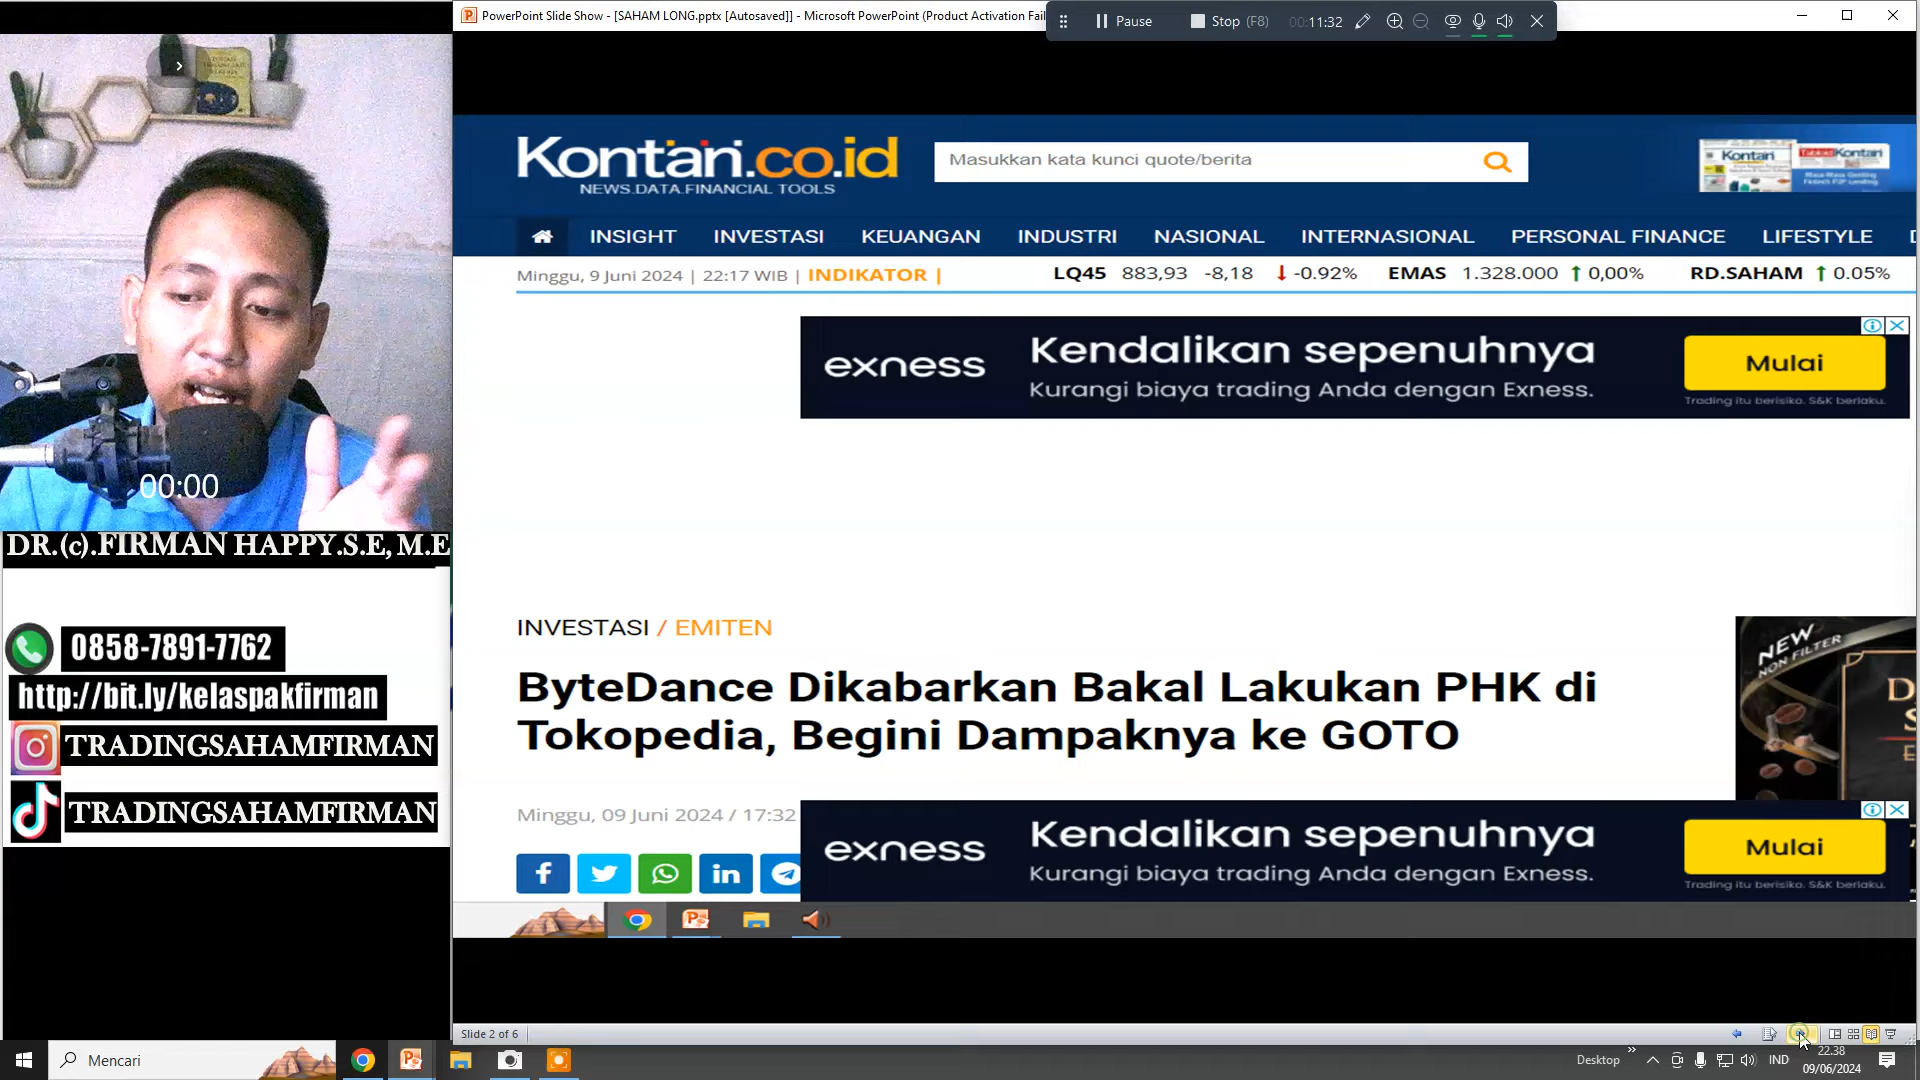 PowerPoint Slide Show - [SAHAM LONG.pptx [Autosaved]] - Microsoft PowerPoint (Product Activation Fail
Pause
Stop (F8)
00:11:32
Kontan.co.id
NEWS.DATA.FINANCIAL TOOLS
Masukkan kata kunci quote/berita
Kontan
INSIGHT INVESTASI KEUANGAN INDUSTRI NASIONAL INTERNASIONAL PERSONAL FINANCE LIFESTYLE
Minggu, 9 Juni 2024 | 22:17 WIB | INDIKATOR |
LQ45 883,93 -8,18 -0.92% EMAS 1.328.000 0,00% RD.SAHAM 0.05%
exness
Kendalikan sepenuhnya
Kurangi biaya trading Anda dengan Exness.
Mulai
Trading itu berisiko. S&K berlaku.
00:00
DR.(c).FIRMAN HAPPY.S.E, M.E
0858-7891-7762
http://bit.ly/kelaspakfirman
TRADINGSAHAMFIRMAN
TRADINGSAHAMFIRMAN
INVESTASI / EMITEN
ByteDance Dikabarkan Bakal Lakukan PHK di
Tokopedia, Begini Dampaknya ke GOTO
NEW
NON FILTER
Minggu, 09 Juni 2024 / 17:32
exness
Kendalikan sepenuhnya
Kurangi biaya trading Anda dengan Exness.
Mulai
Trading itu berisiko. S&K berlaku.
Slide 2 of 6
Mencari
Desktop
IND
22.38
09/06/2024